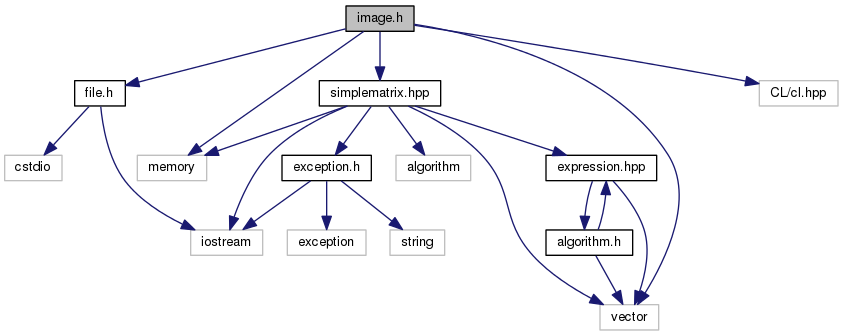 image.h
file.h
simplematrix.hpp
CL/cl.hpp
cstdio
memory
exception.h
algorithm
expression.hpp
iostream
exception
string
algorithm.h
vector